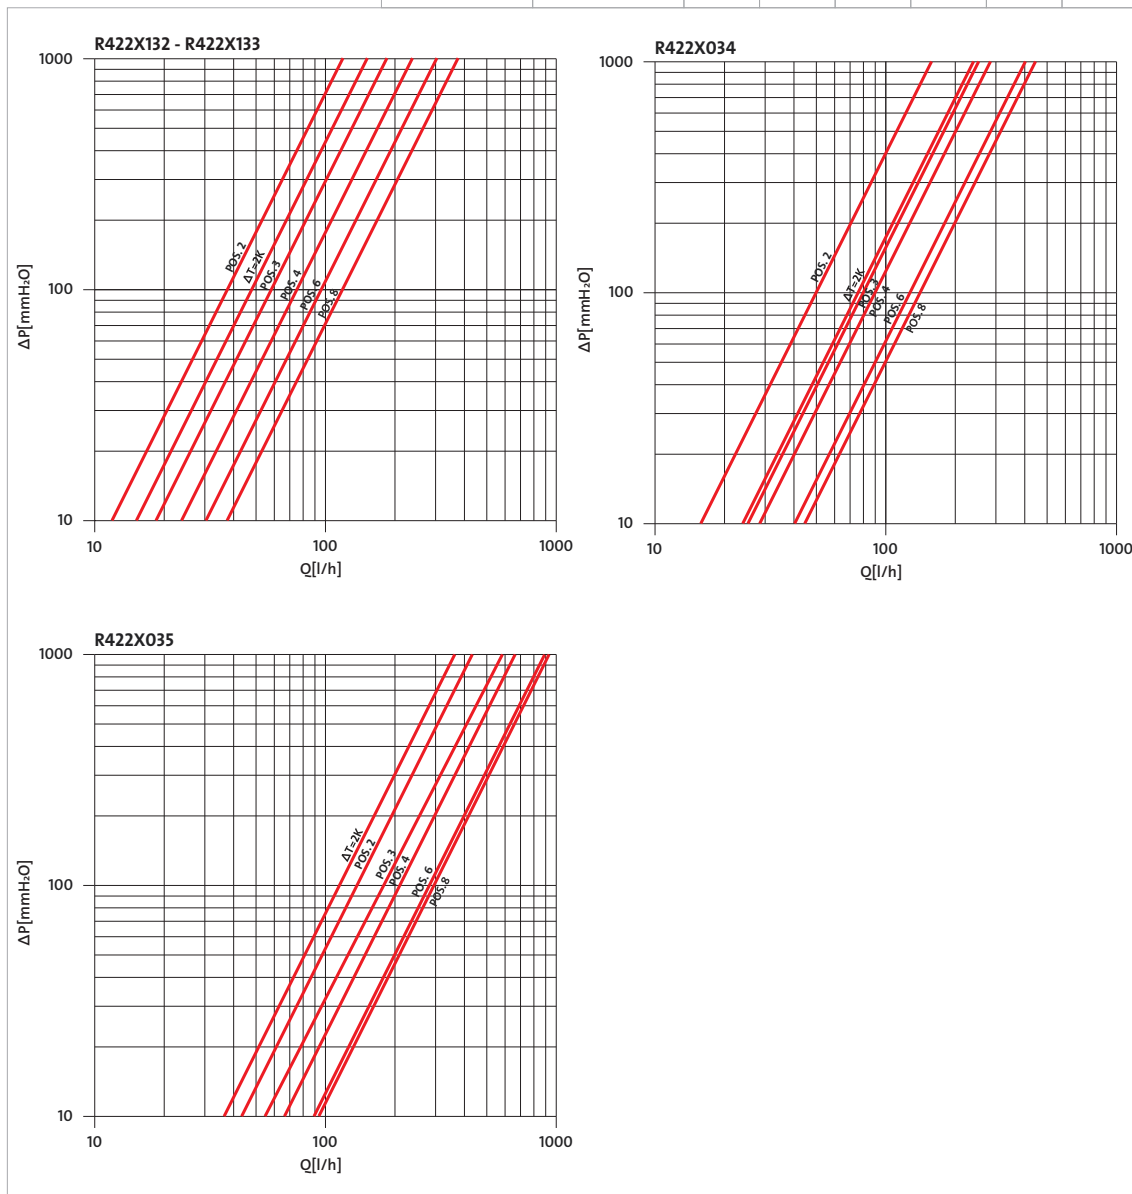 R422X132 - R422X133
1000
100
10
10
100
1000
ΔP[mmH₂O]
Q[l/h]
POS. 2
ΔT=2K
POS. 3
POS. 4
POS. 6
POS.8
R422X034
1000
100
10
10
100
1000
ΔP[mmH₂O]
Q[l/h]
POS. 2
ΔT=2K
POS.3
POS. 4
POS. 6
POS.8
R422X035
1000
100
10
10
100
1000
ΔP[mmH₂O]
Q[l/h]
ΔT=2K
POS. 2
POS. 3
POS. 4
POS. 6
POS.8